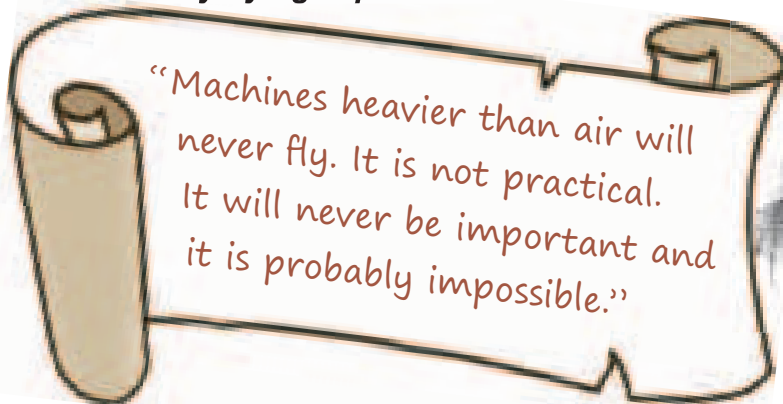 “Machines heavier than air will
never fly. It is not practical.
It will never be important and
it is probably impossible.”